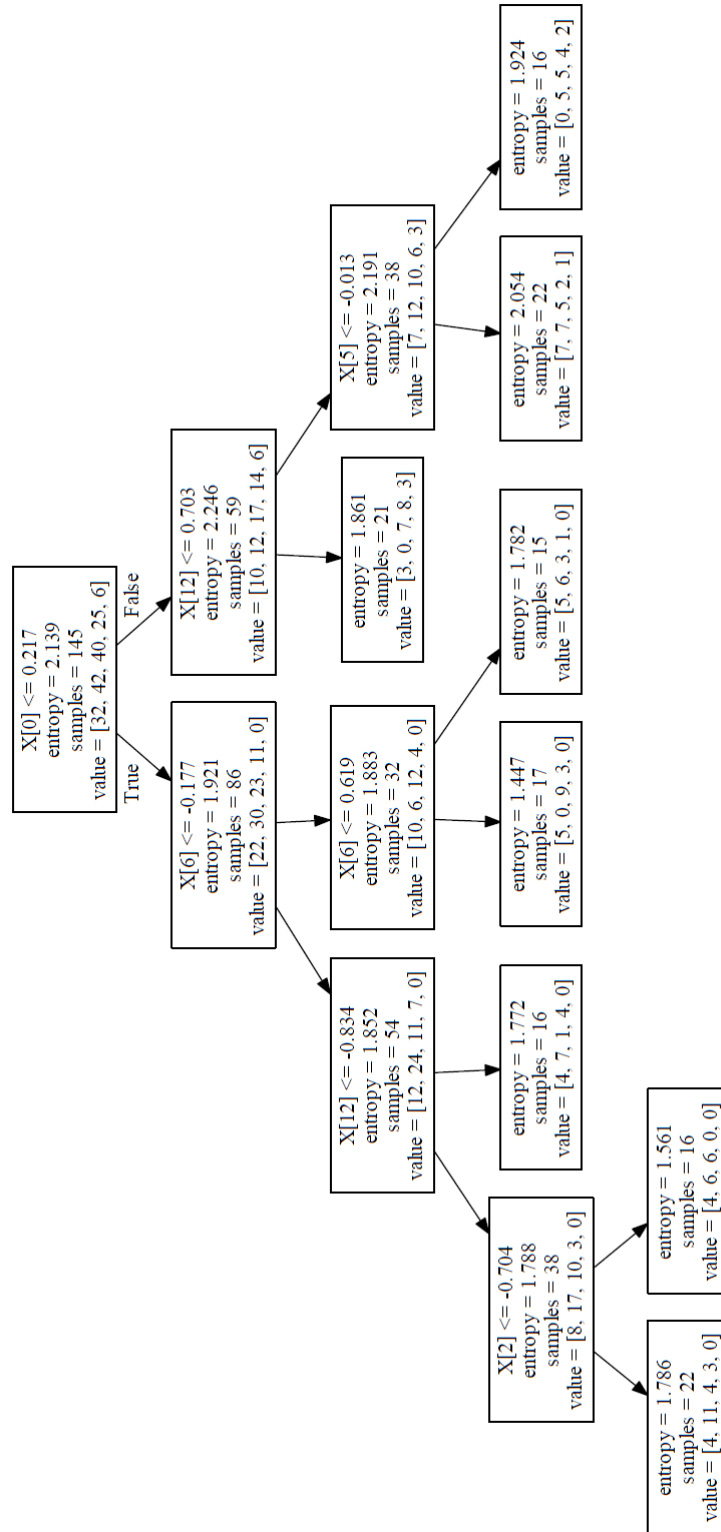 X[0] <= 0.217
entropy = 2.139
samples = 145
value = [32, 42, 40, 25, 6]
True
False
X[6] <= -0.177
entropy = 1.921
samples = 86
value = [22, 30, 23, 11, 0]
X[12] <= 0.703
entropy = 2.246
samples = 59
value = [10, 12, 17, 14, 6]
X[12] <= -0.834
entropy = 1.852
samples = 54
value = [12, 24, 11, 7, 0]
X[6] <= 0.619
entropy = 1.883
samples = 32
value = [10, 6, 12, 4, 0]
entropy = 1.861
samples = 21
value = [3, 0, 7, 8, 3]
X[5] <= -0.013
entropy = 2.191
samples = 38
value = [7, 12, 10, 6, 3]
X[2] <= -0.704
entropy = 1.788
samples = 38
value = [8, 17, 10, 3, 0]
entropy = 1.772
samples = 16
value = [4, 7, 1, 4, 0]
entropy = 1.447
samples = 17
value = [5, 0, 9, 3, 0]
entropy = 1.782
samples = 15
value = [5, 6, 3, 1, 0]
entropy = 2.054
samples = 22
value = [7, 7, 5, 2, 1]
entropy = 1.924
samples = 16
value = [0, 5, 5, 4, 2]
entropy = 1.786
samples = 22
value = [4, 11, 4, 3, 0]
entropy = 1.561
samples = 16
value = [4, 6, 6, 0, 0]